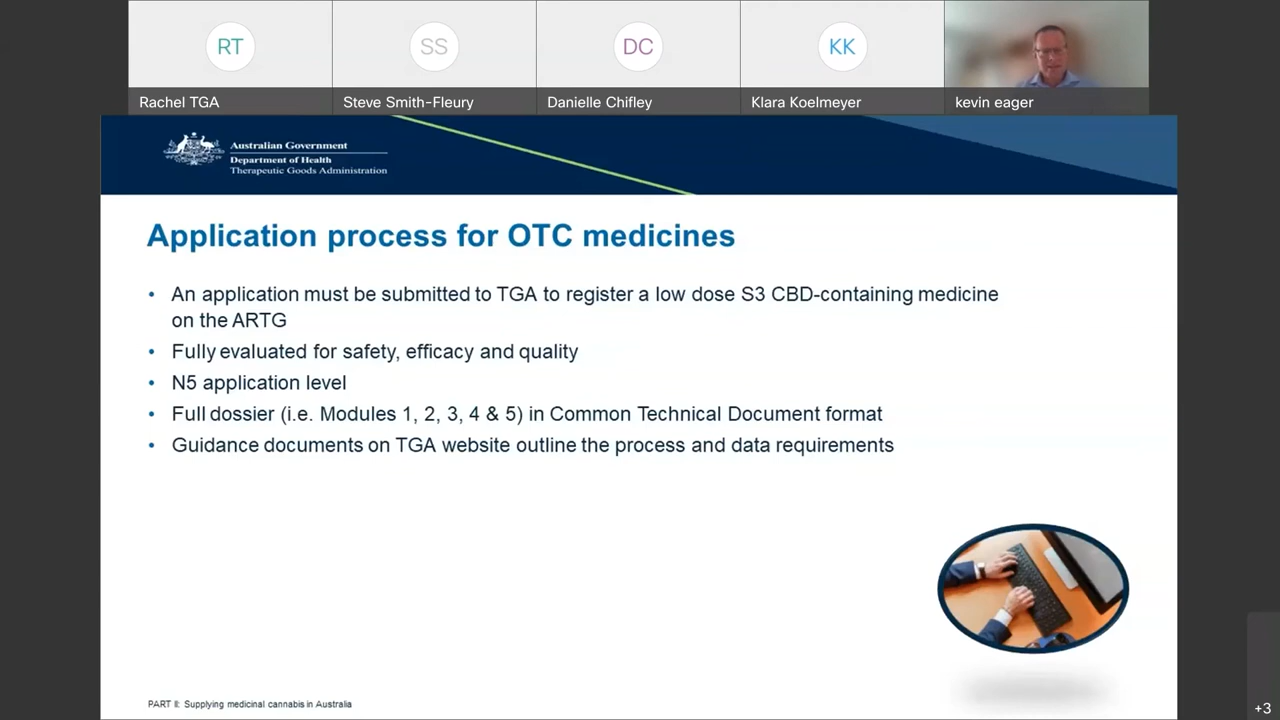 RT
SS
DC
KK
Rachel TGA
Steve Smith-Fleury
Danielle Chifley
Klara Koelmeyer
kevin eager
Australian Government
Department of Health
Therapeutic Goods Administration
Application process for OTC medicines
• An application must be submitted to TGA to register a low dose S3 CBD-containing medicine
on the ARTG
• Fully evaluated for safety, efficacy and quality
• N5 application level
• Full dossier (i.e. Modules 1, 2, 3, 4 & 5) in Common Technical Document format
• Guidance documents on TGA website outline the process and data requirements
PART II: Supplying medicinal cannabis in Australia
+3